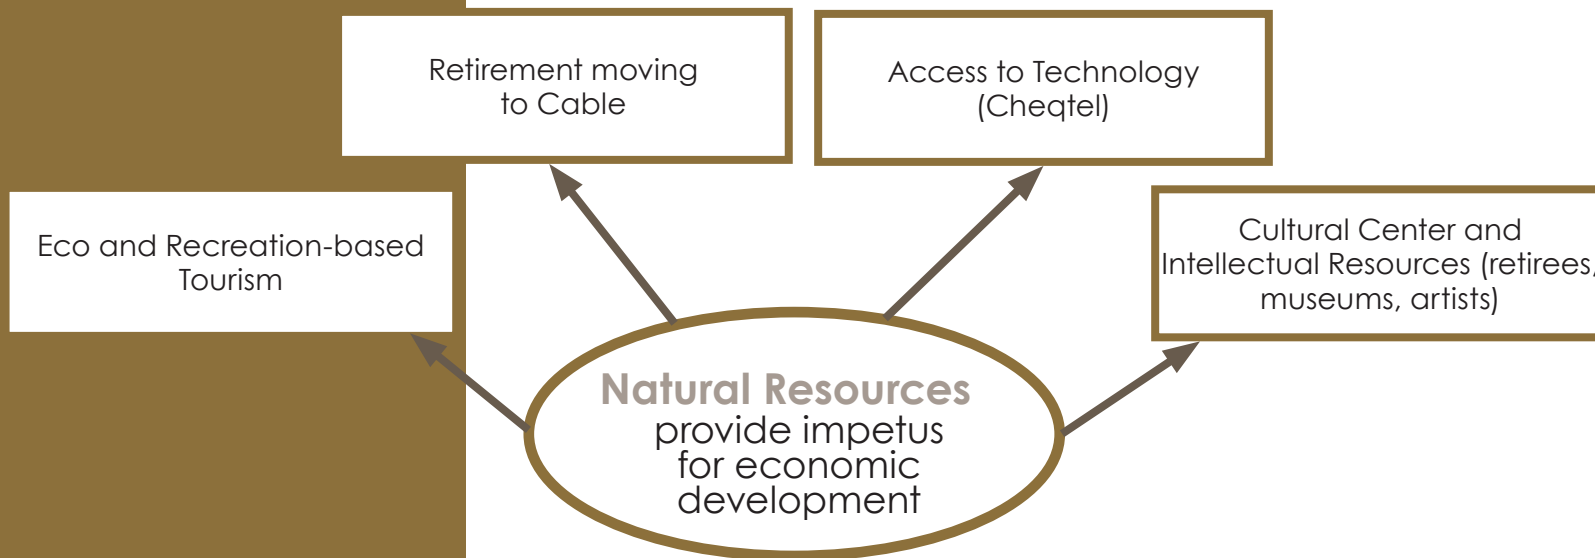 Retirement moving
to Cable
Access to Technology
(Cheqtel)
Eco and Recreation-based
Tourism
Cultural Center and
Intellectual Resources (retirees,
museums, artists)
Natural Resources
provide impetus
for economic
development